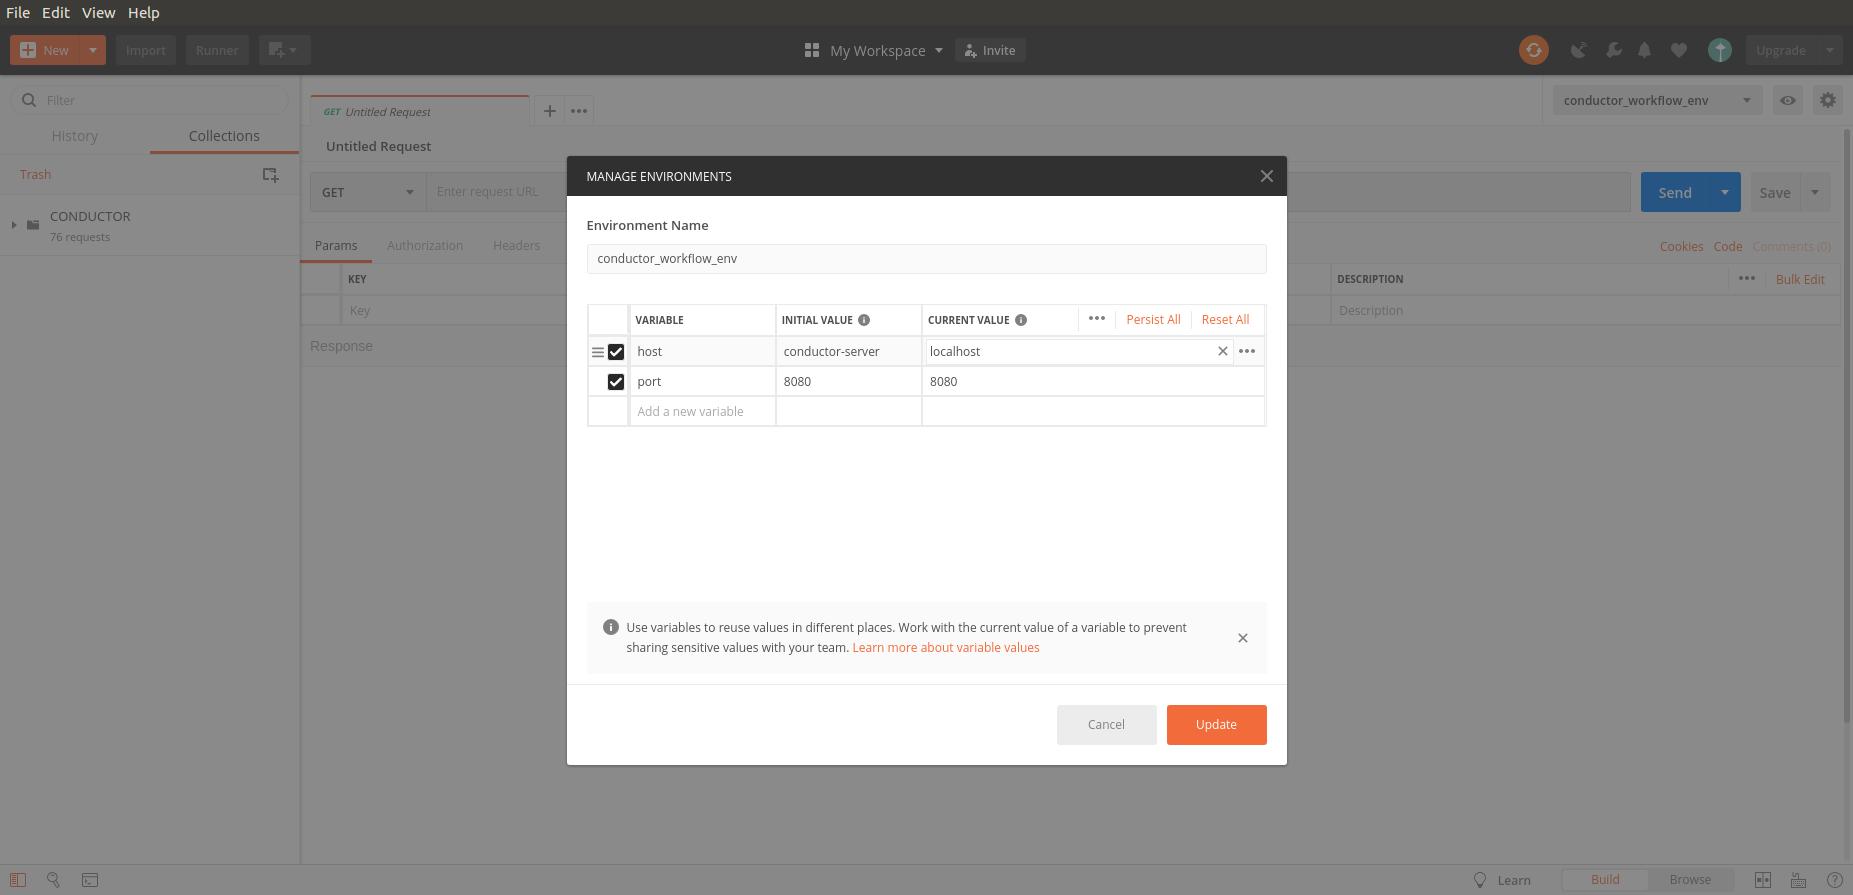 File Edit View Help
New Import Runner My Workspace Invite Upgrade
Filter
History Collections
Trash
CONDUCTOR
76 requests
GET Untitled Request
conductor_workflow_env
Untitled Request
GET Enter request URL Send Save
Params Authorization Headers Cookies Code Comments (0)
KEY DESCRIPTION Bulk Edit
Key Description
Response
MANAGE ENVIRONMENTS
Environment Name
conductor_workflow_env
VARIABLE INITIAL VALUE CURRENT VALUE Persist All Reset All
host conductor-server localhost
port 8080 8080
Add a new variable
Use variables to reuse values in different places. Work with the current value of a variable to prevent
sharing sensitive values with your team. Learn more about variable values
Cancel Update
Learn Build Browse